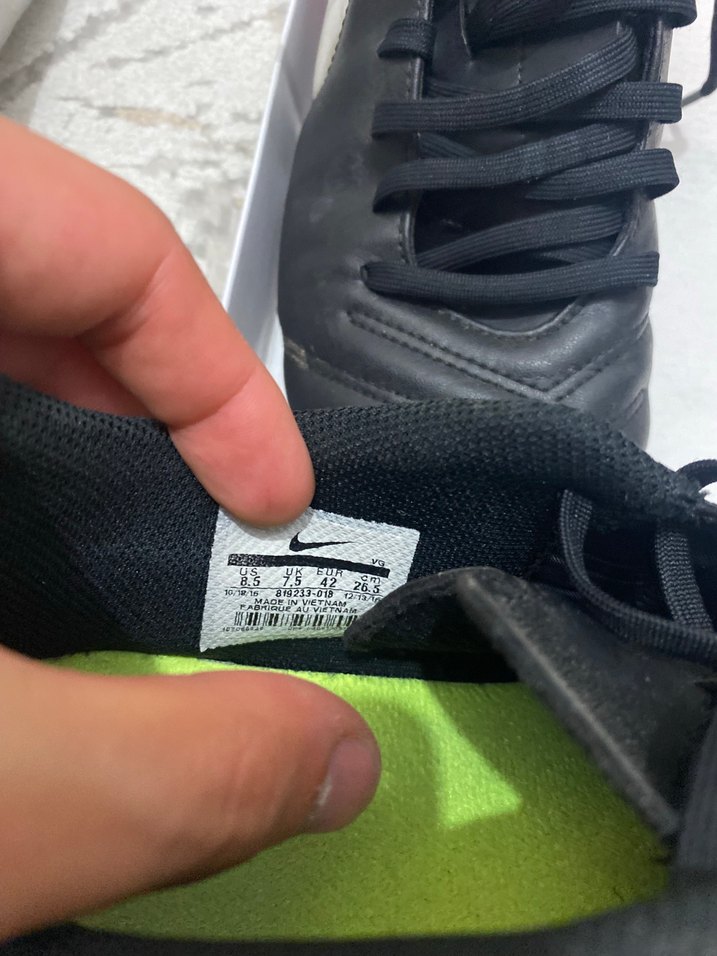 VG
US UK EUR cm
8.5 7.5 42 26.5
10/18/16 819233-018 12/13/16
MADE IN VIETNAM
FABRIQUE AU VIETNAM